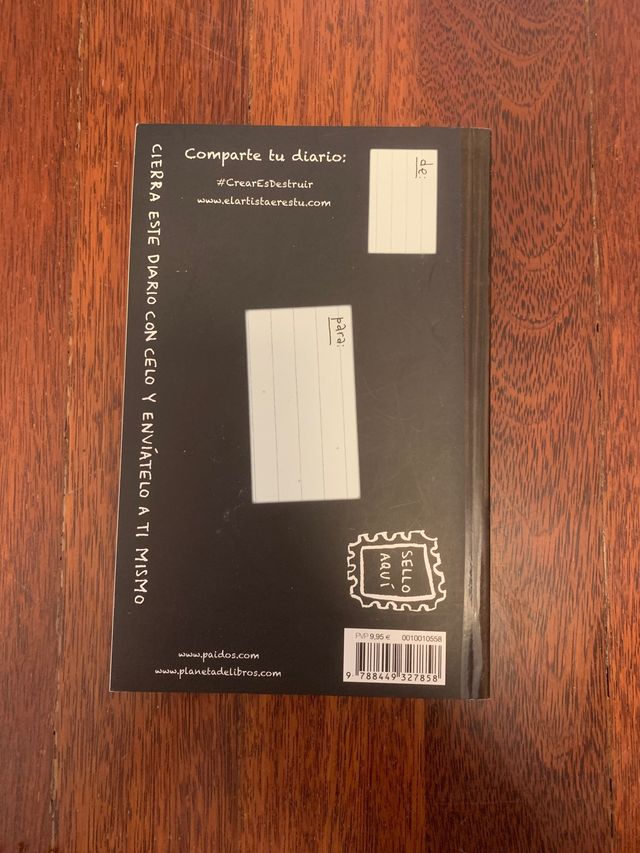 Comparte tu diario:
#CrearEsDestruir
www.elartistaerestu.com
de:
CIERRA ESTE DIARIO CON CELO Y ENVÍATELO A TI MISMO
para:
SELLO
AQUÍ
www.paidos.com
www.planetadelibros.com
PVP 9,95 € 0010010558
9 788449 327858